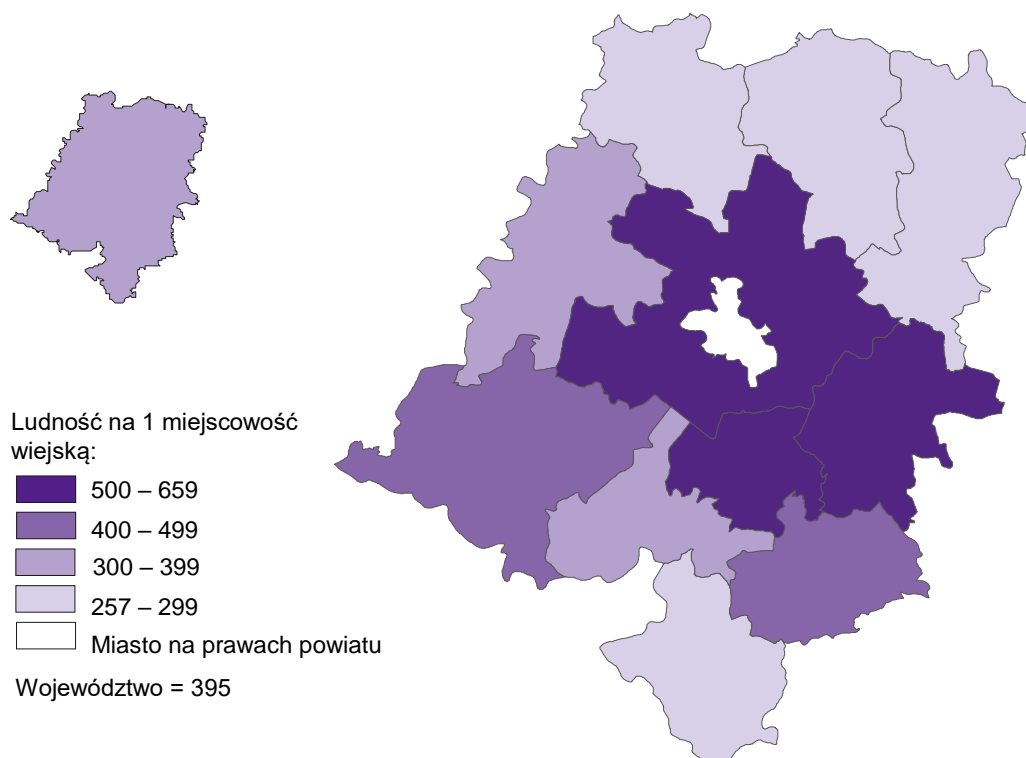 Ludność na 1 miejscowość
wiejską:
500 – 659
400 – 499
300 – 399
257 – 299
Miasto na prawach powiatu
Województwo = 395